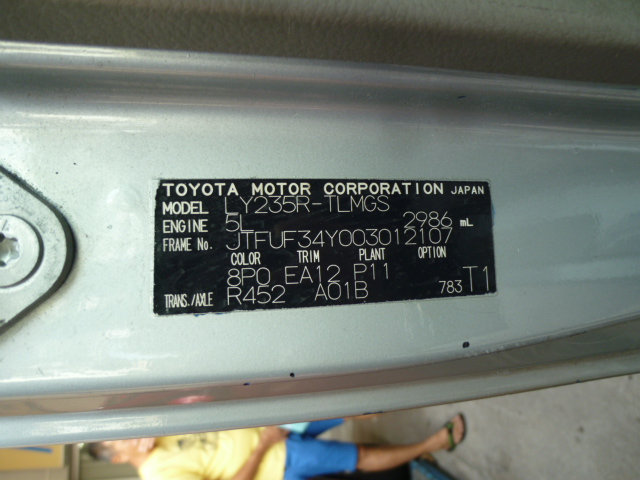 TOYOTA MOTOR CORPORATION JAPAN
MODEL LY235R-TLMGS
ENGINE 5L 2986 mL
FRAME No. JTFUF34Y003012107
COLOR TRIM PLANT OPTION
8P0 EA12 P11
TRANS./AXLE R452 A01B 783 T1